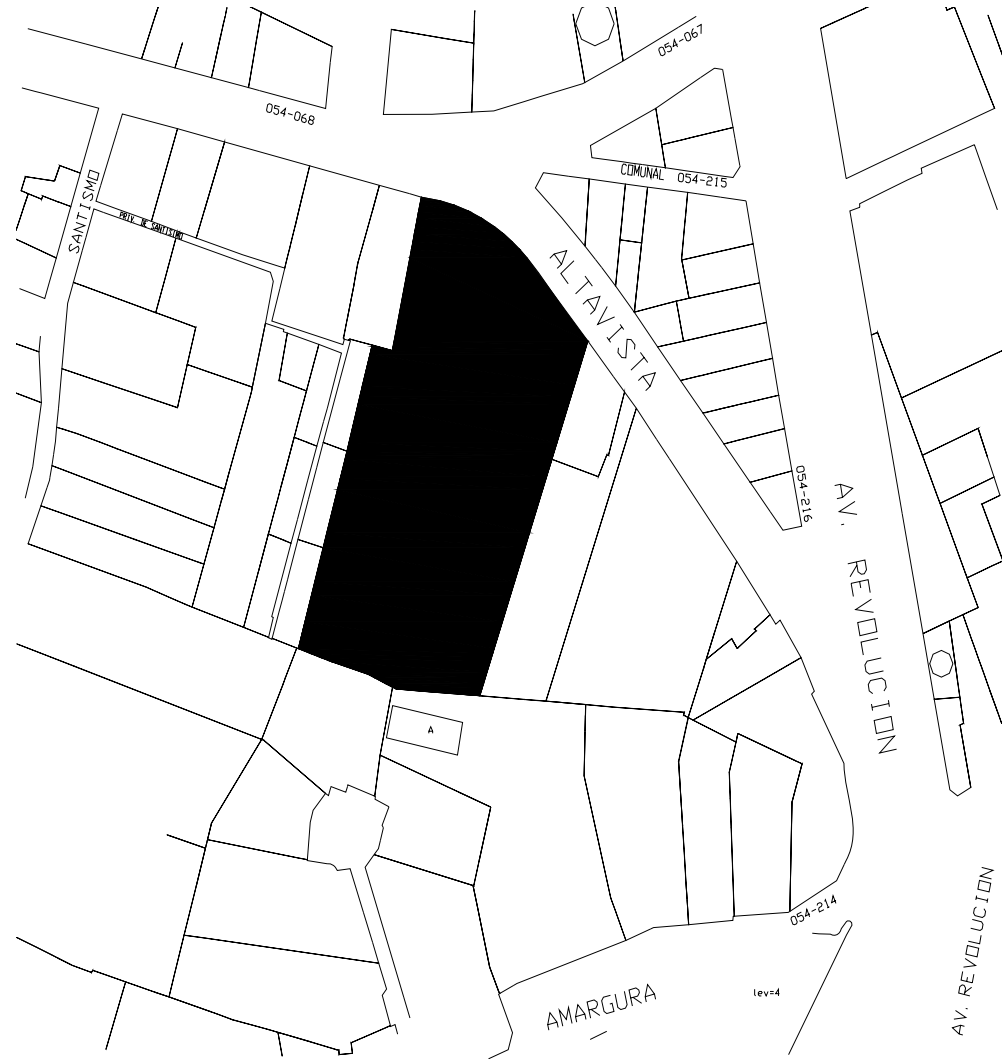 054-067
054-068
COMUNAL 054-215
SANTISMO
PRIV. DE SANTISIMO
ALTAVISTA
054-216
AV. REVOLUCION
A
054-214
AV. REVOLUCION
AMARGURA
lev=4